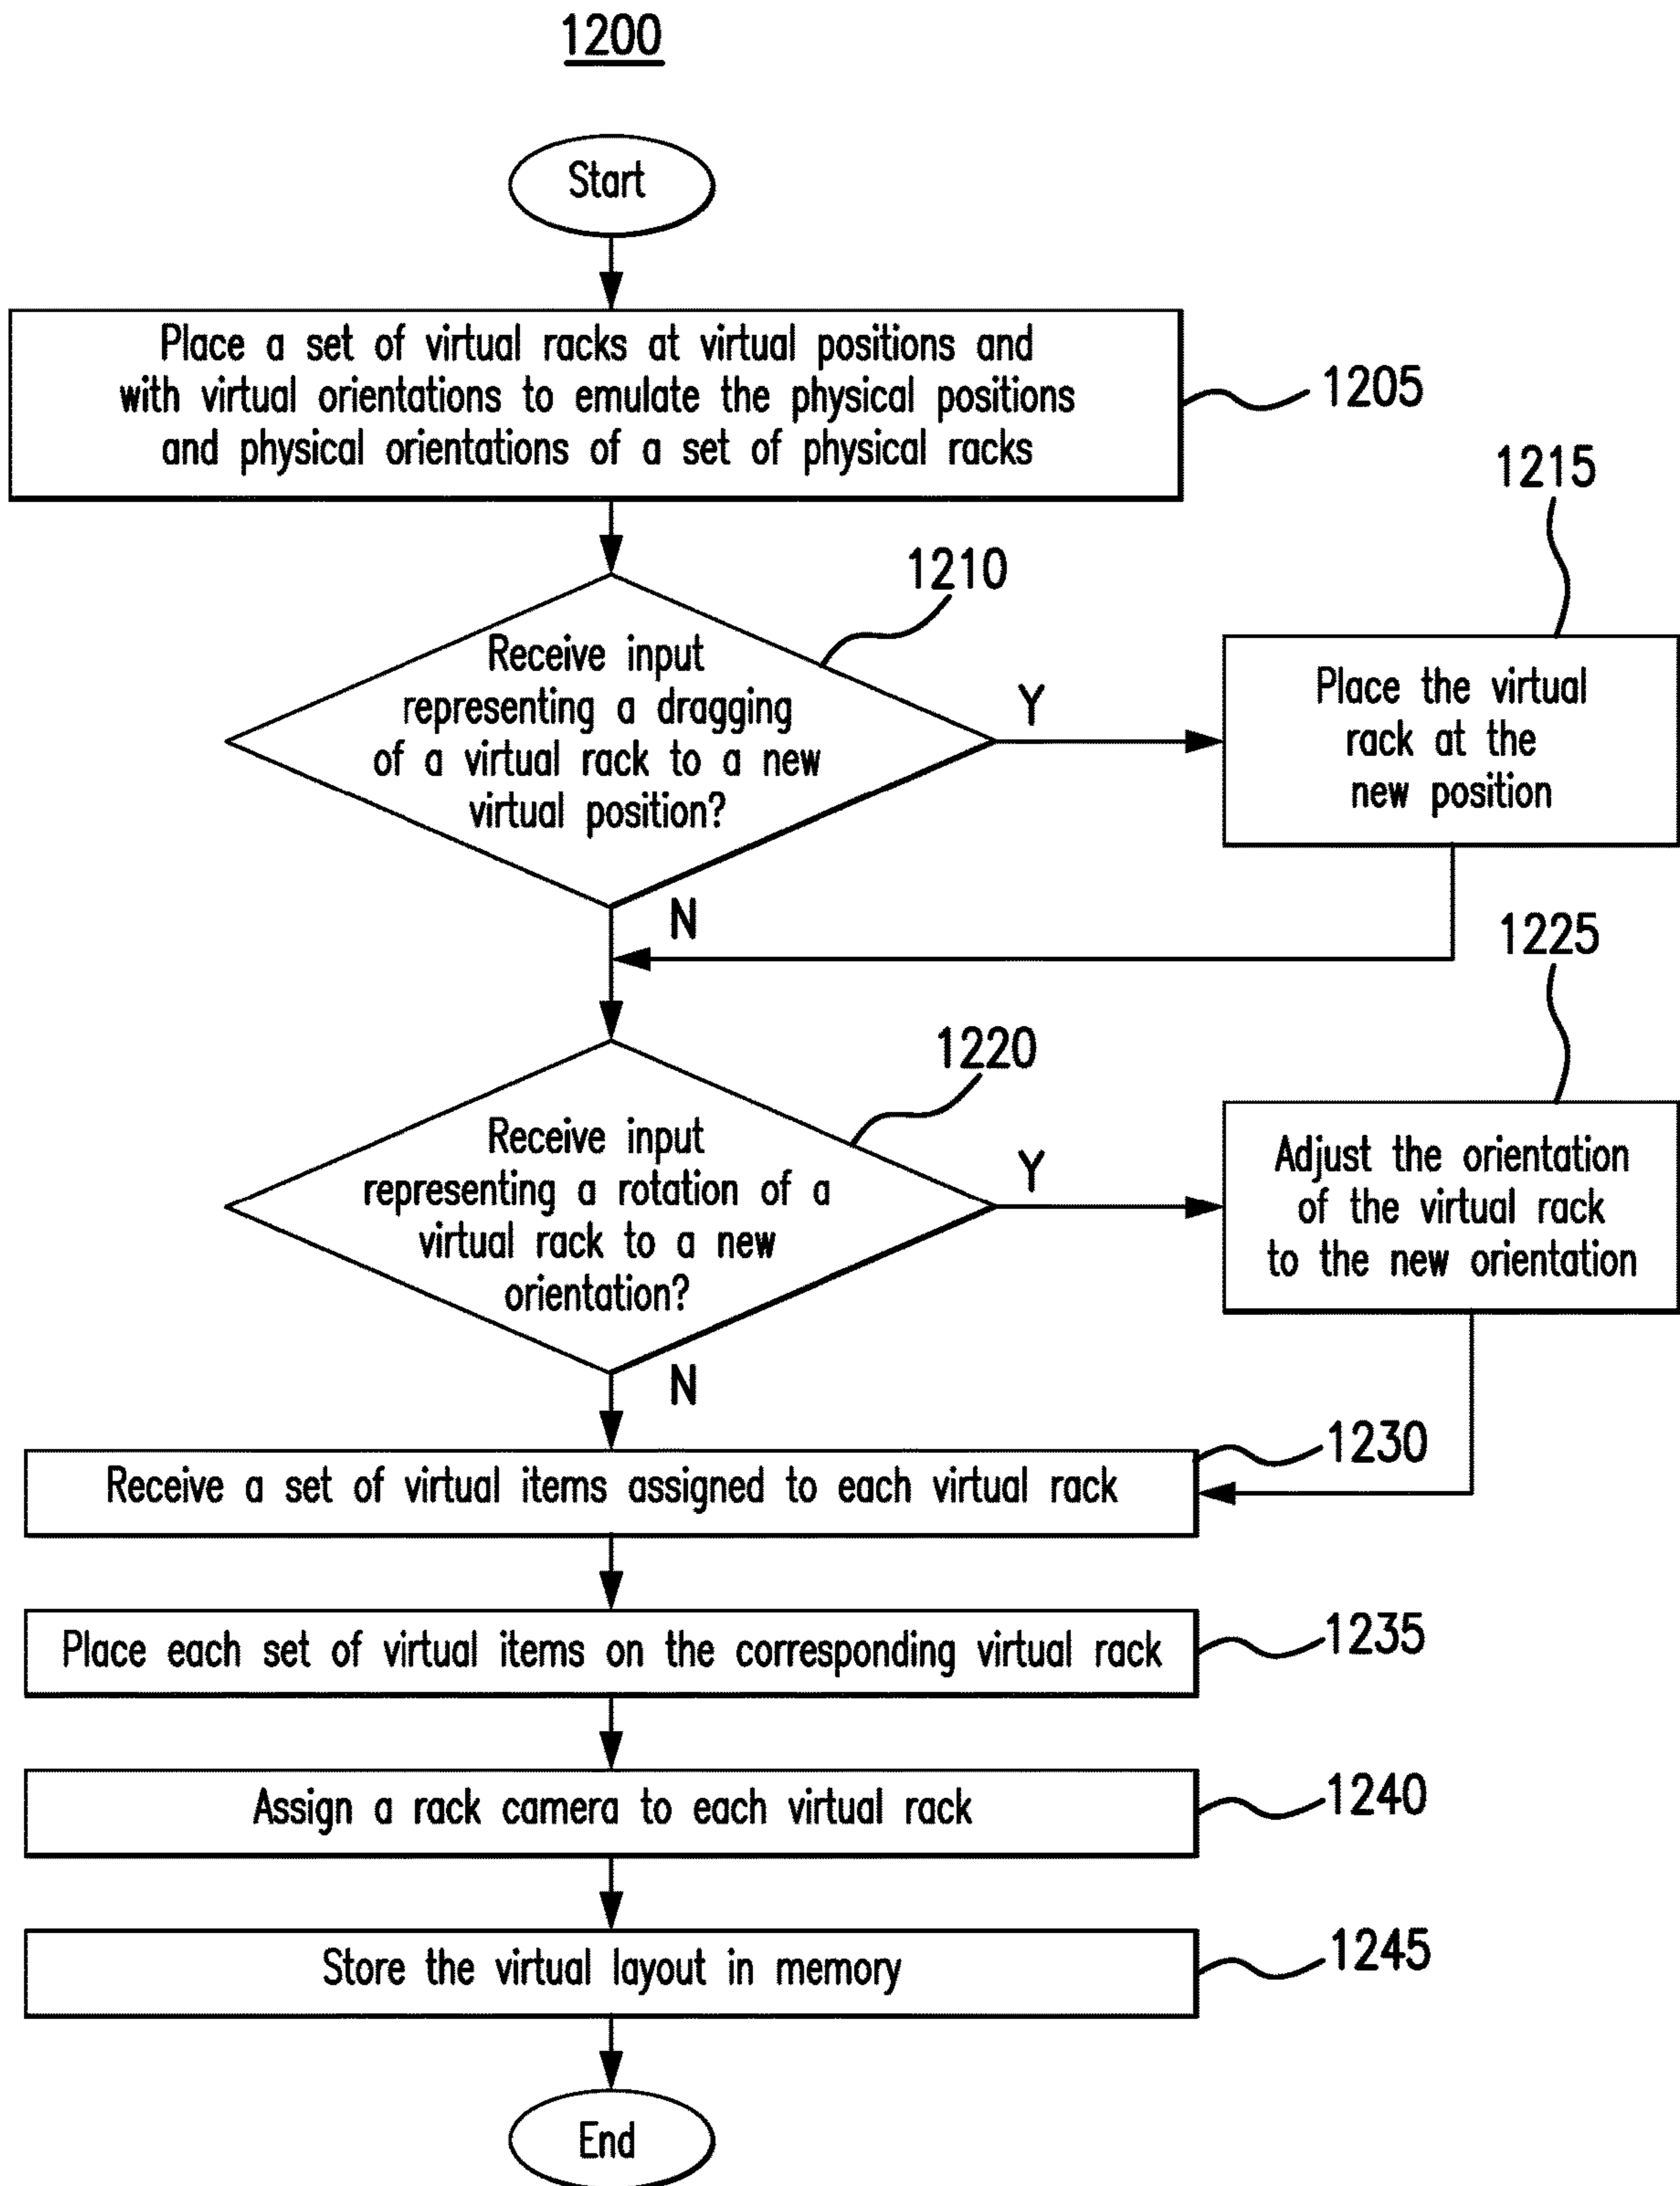 1200
Start
Place a set of virtual racks at virtual positions and
with virtual orientations to emulate the physical positions
and physical orientations of a set of physical racks
1205
1210
Receive input
representing a dragging
of a virtual rack to a new
virtual position?
Y
N
1215
Place the virtual
rack at the
new position
1220
Receive input
representing a rotation of a
virtual rack to a new
orientation?
Y
N
1225
Adjust the orientation
of the virtual rack
to the new orientation
Receive a set of virtual items assigned to each virtual rack
1230
Place each set of virtual items on the corresponding virtual rack
1235
Assign a rack camera to each virtual rack
1240
Store the virtual layout in memory
1245
End